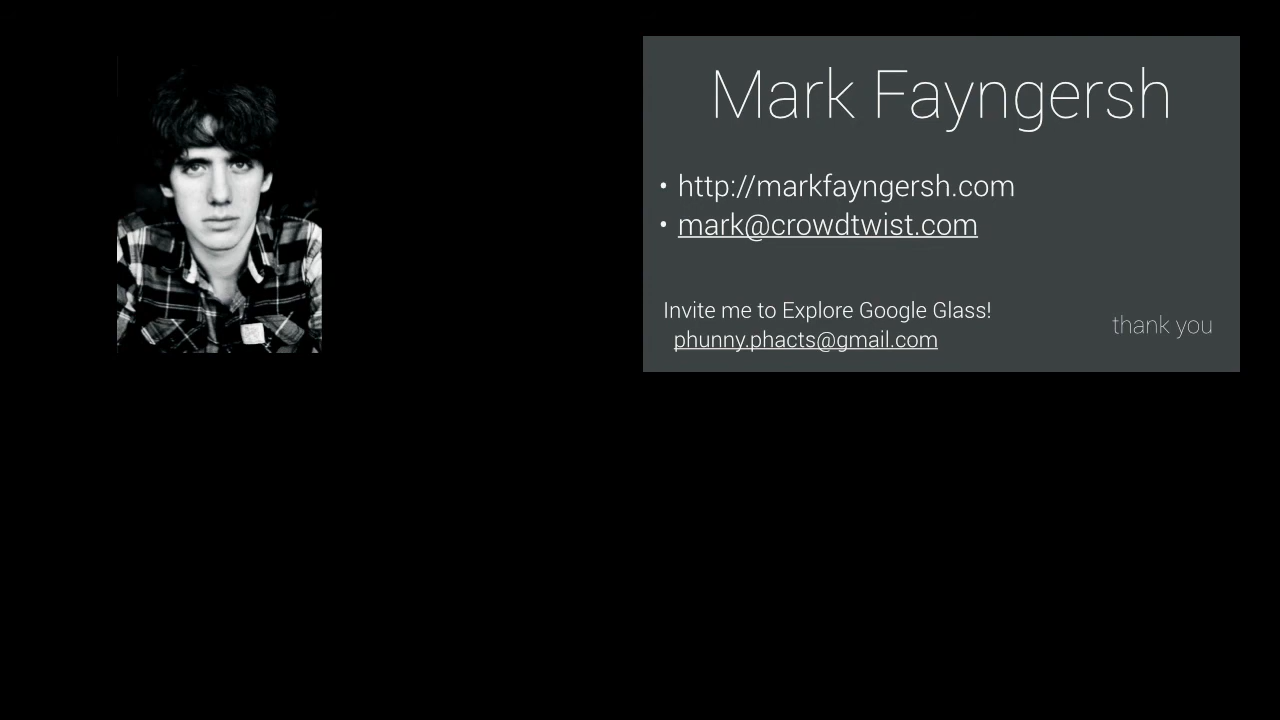 Mark Fayngersh
• http://markfayngersh.com
• mark@crowdtwist.com
Invite me to Explore Google Glass!
phunny.phacts@gmail.com
thank you